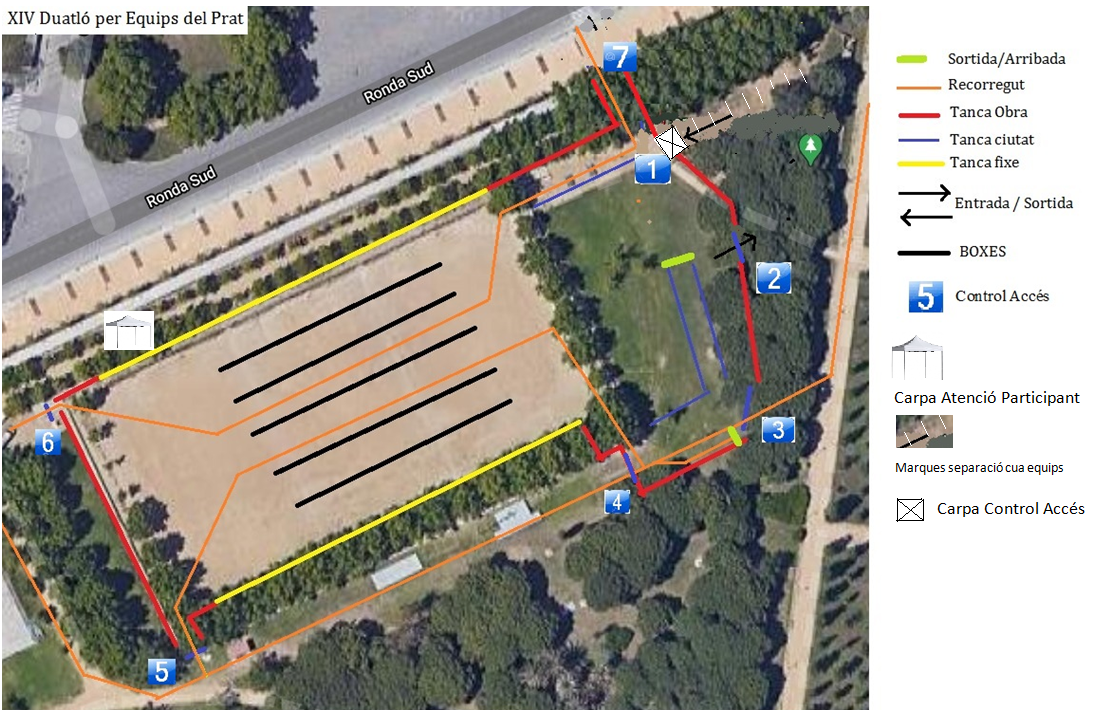 XIV Duatló per Equips del Prat
Ronda Sud
Ronda Sud
7
1
2
3
4
5
6
Sortida/Arribada
Recorregut
Tanca Obra
Tanca ciutat
Tanca fixe
Entrada / Sortida
BOXES
5 Control Accés
Carpa Atenció Participant
Marques separació cua equips
Carpa Control Accés